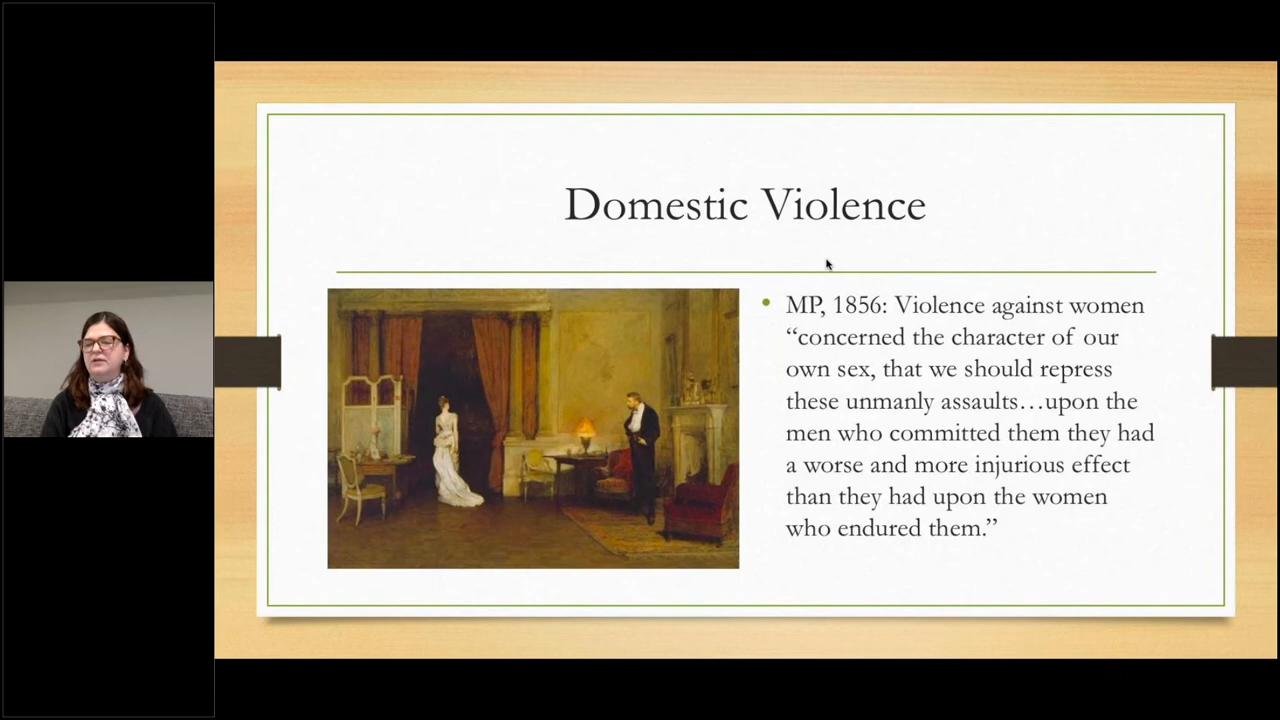 Domestic Violence
• MP, 1856: Violence against women
“concerned the character of our
own sex, that we should repress
these unmanly assaults…upon the
men who committed them they had
a worse and more injurious effect
than they had upon the women
who endured them.”